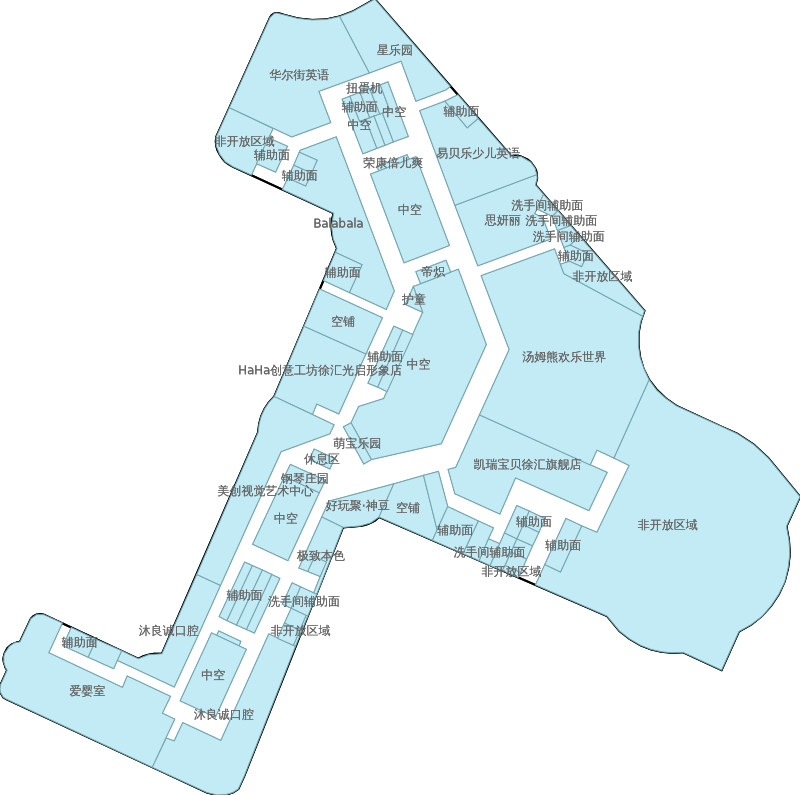 星乐园
华尔街英语
扭蛋机
辅助面
中空
辅助面
中空
非开放区域
易贝乐少儿英语
辅助面
荣康倍儿爽
辅助面
洗手间辅助面
中空
思妍丽
洗手间辅助面
Balabala
洗手间辅助面
辅助面
帝炽
辅助面
非开放区域
护童
空铺
辅助面
汤姆熊欢乐世界
中空
HaHa创意工坊徐汇光启形象店
萌宝乐园
休息区
凯瑞宝贝徐汇旗舰店
钢琴庄园
美创视觉艺术中心
好玩聚·神豆
空铺
中空
辅助面
非开放区域
辅助面
辅助面
洗手间辅助面
极致本色
非开放区域
辅助面
洗手间辅助面
沐良诚口腔
非开放区域
辅助面
中空
爱婴室
沐良诚口腔